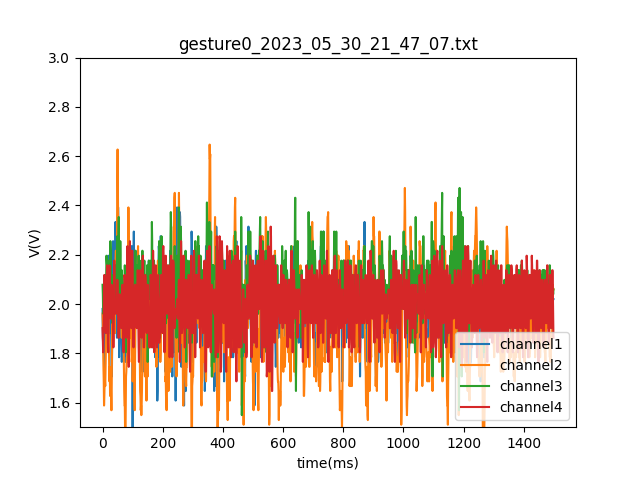 gesture0_2023_05_30_21_47_07.txt
3.0
2.8
2.6
2.4
2.2
2.0
1.8
1.6
V(V)
channel1
channel2
channel3
channel4
0 200 400 600 800 1000 1200 1400
time(ms)